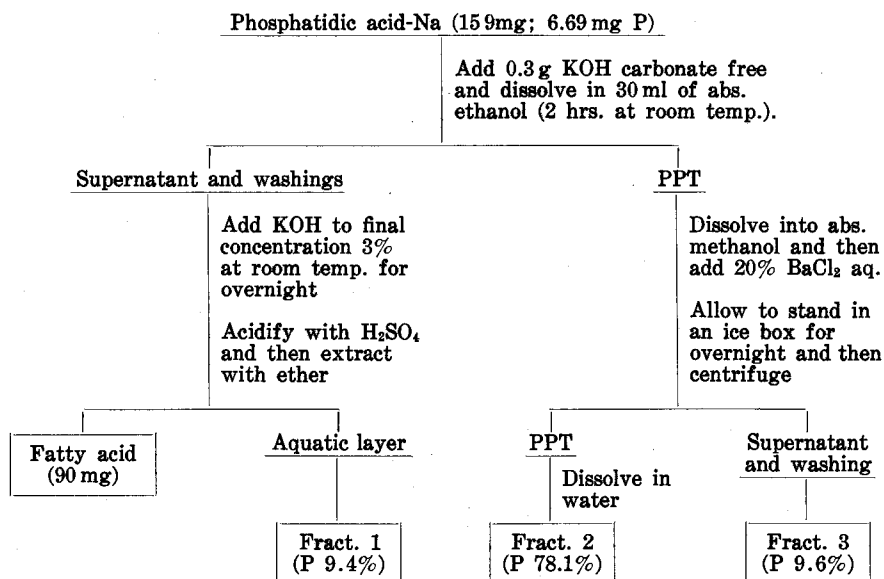 Phosphatidic acid-Na (159mg; 6.69 mg P)
Add 0.3 g KOH carbonate free
and dissolve in 30 ml of abs.
ethanol (2 hrs. at room temp.).
Supernatant and washings
Add KOH to final
concentration 3%
at room temp. for
overnight
Acidify with H₂SO₄
and then extract
with ether
PPT
Dissolve into abs.
methanol and then
add 20% BaCl₂ aq.
Allow to stand in
an ice box for
overnight and then
centrifuge
Fatty acid
(90 mg)
Aquatic layer
PPT
Dissolve in
water
Supernatant
and washing
Fract. 1
(P 9.4%)
Fract. 2
(P 78.1%)
Fract. 3
(P 9.6%)